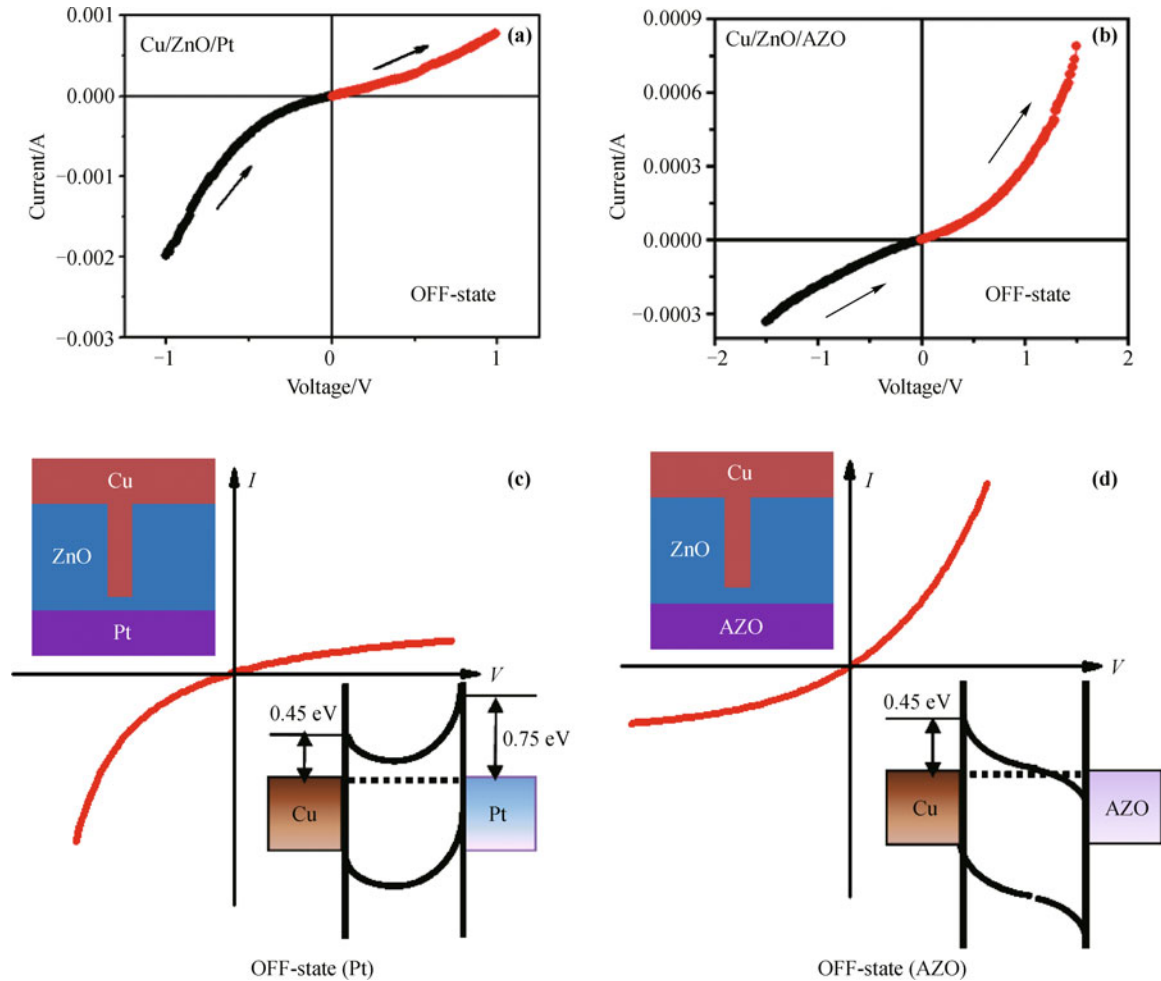 Cu/ZnO/Pt
(a)
0.001
0.000
−0.001
−0.002
−0.003
−1
0
1
Current/A
Voltage/V
OFF-state
Cu/ZnO/AZO
(b)
0.0009
0.0006
0.0003
0.0000
−0.0003
−2
−1
0
1
2
Current/A
Voltage/V
OFF-state
(c)
Cu
ZnO
Pt
I
V
0.45 eV
0.75 eV
Cu
Pt
OFF-state (Pt)
(d)
Cu
ZnO
AZO
I
V
0.45 eV
Cu
AZO
OFF-state (AZO)